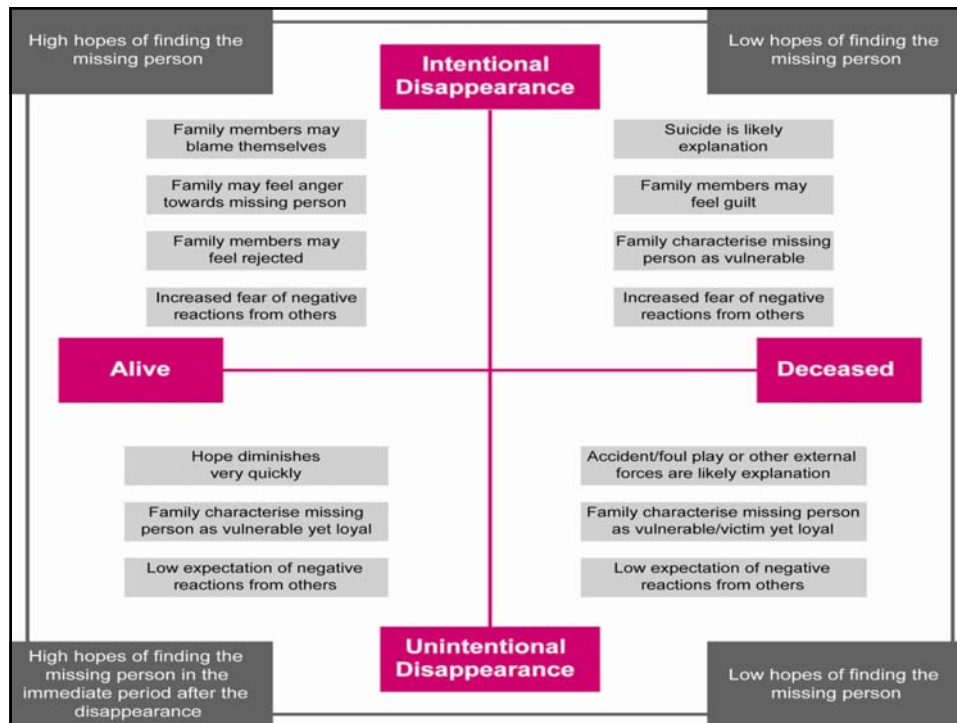 High hopes of finding the
missing person
Intentional
Disappearance
Low hopes of finding the
missing person
Family members may
blame themselves
Family may feel anger
towards missing person
Family members may
feel rejected
Increased fear of negative
reactions from others
Suicide is likely
explanation
Family members may
feel guilt
Family characterise missing
person as vulnerable
Increased fear of negative
reactions from others
Alive
Deceased
Hope diminishes
very quickly
Family characterise missing
person as vulnerable yet loyal
Low expectation of negative
reactions from others
Accident/foul play or other external
forces are likely explanation
Family characterise missing person
as vulnerable/victim yet loyal
Low expectation of negative
reactions from others
High hopes of finding the
missing person in the
immediate period after the
disappearance
Unintentional
Disappearance
Low hopes of finding the
missing person